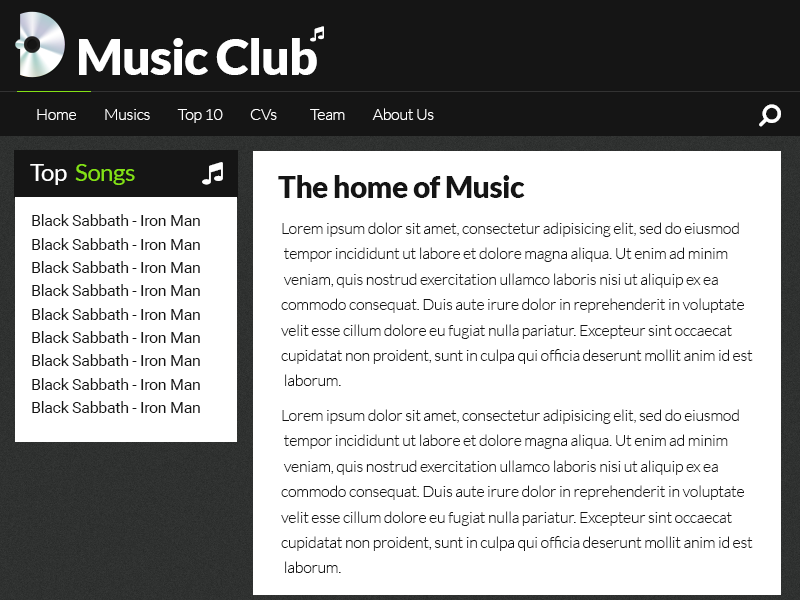 Music Club
Home Musics Top 10 CVs Team About Us
Top Songs
Black Sabbath - Iron Man
Black Sabbath - Iron Man
Black Sabbath - Iron Man
Black Sabbath - Iron Man
Black Sabbath - Iron Man
Black Sabbath - Iron Man
Black Sabbath - Iron Man
Black Sabbath - Iron Man
Black Sabbath - Iron Man
The home of Music
Lorem ipsum dolor sit amet, consectetur adipisicing elit, sed do eiusmod
tempor incididunt ut labore et dolore magna aliqua. Ut enim ad minim
veniam, quis nostrud exercitation ullamco laboris nisi ut aliquip ex ea
commodo consequat. Duis aute irure dolor in reprehenderit in voluptate
velit esse cillum dolore eu fugiat nulla pariatur. Excepteur sint occaecat
cupidatat non proident, sunt in culpa qui officia deserunt mollit anim id est
laborum.
Lorem ipsum dolor sit amet, consectetur adipisicing elit, sed do eiusmod
tempor incididunt ut labore et dolore magna aliqua. Ut enim ad minim
veniam, quis nostrud exercitation ullamco laboris nisi ut aliquip ex ea
commodo consequat. Duis aute irure dolor in reprehenderit in voluptate
velit esse cillum dolore eu fugiat nulla pariatur. Excepteur sint occaecat
cupidatat non proident, sunt in culpa qui officia deserunt mollit anim id est
laborum.